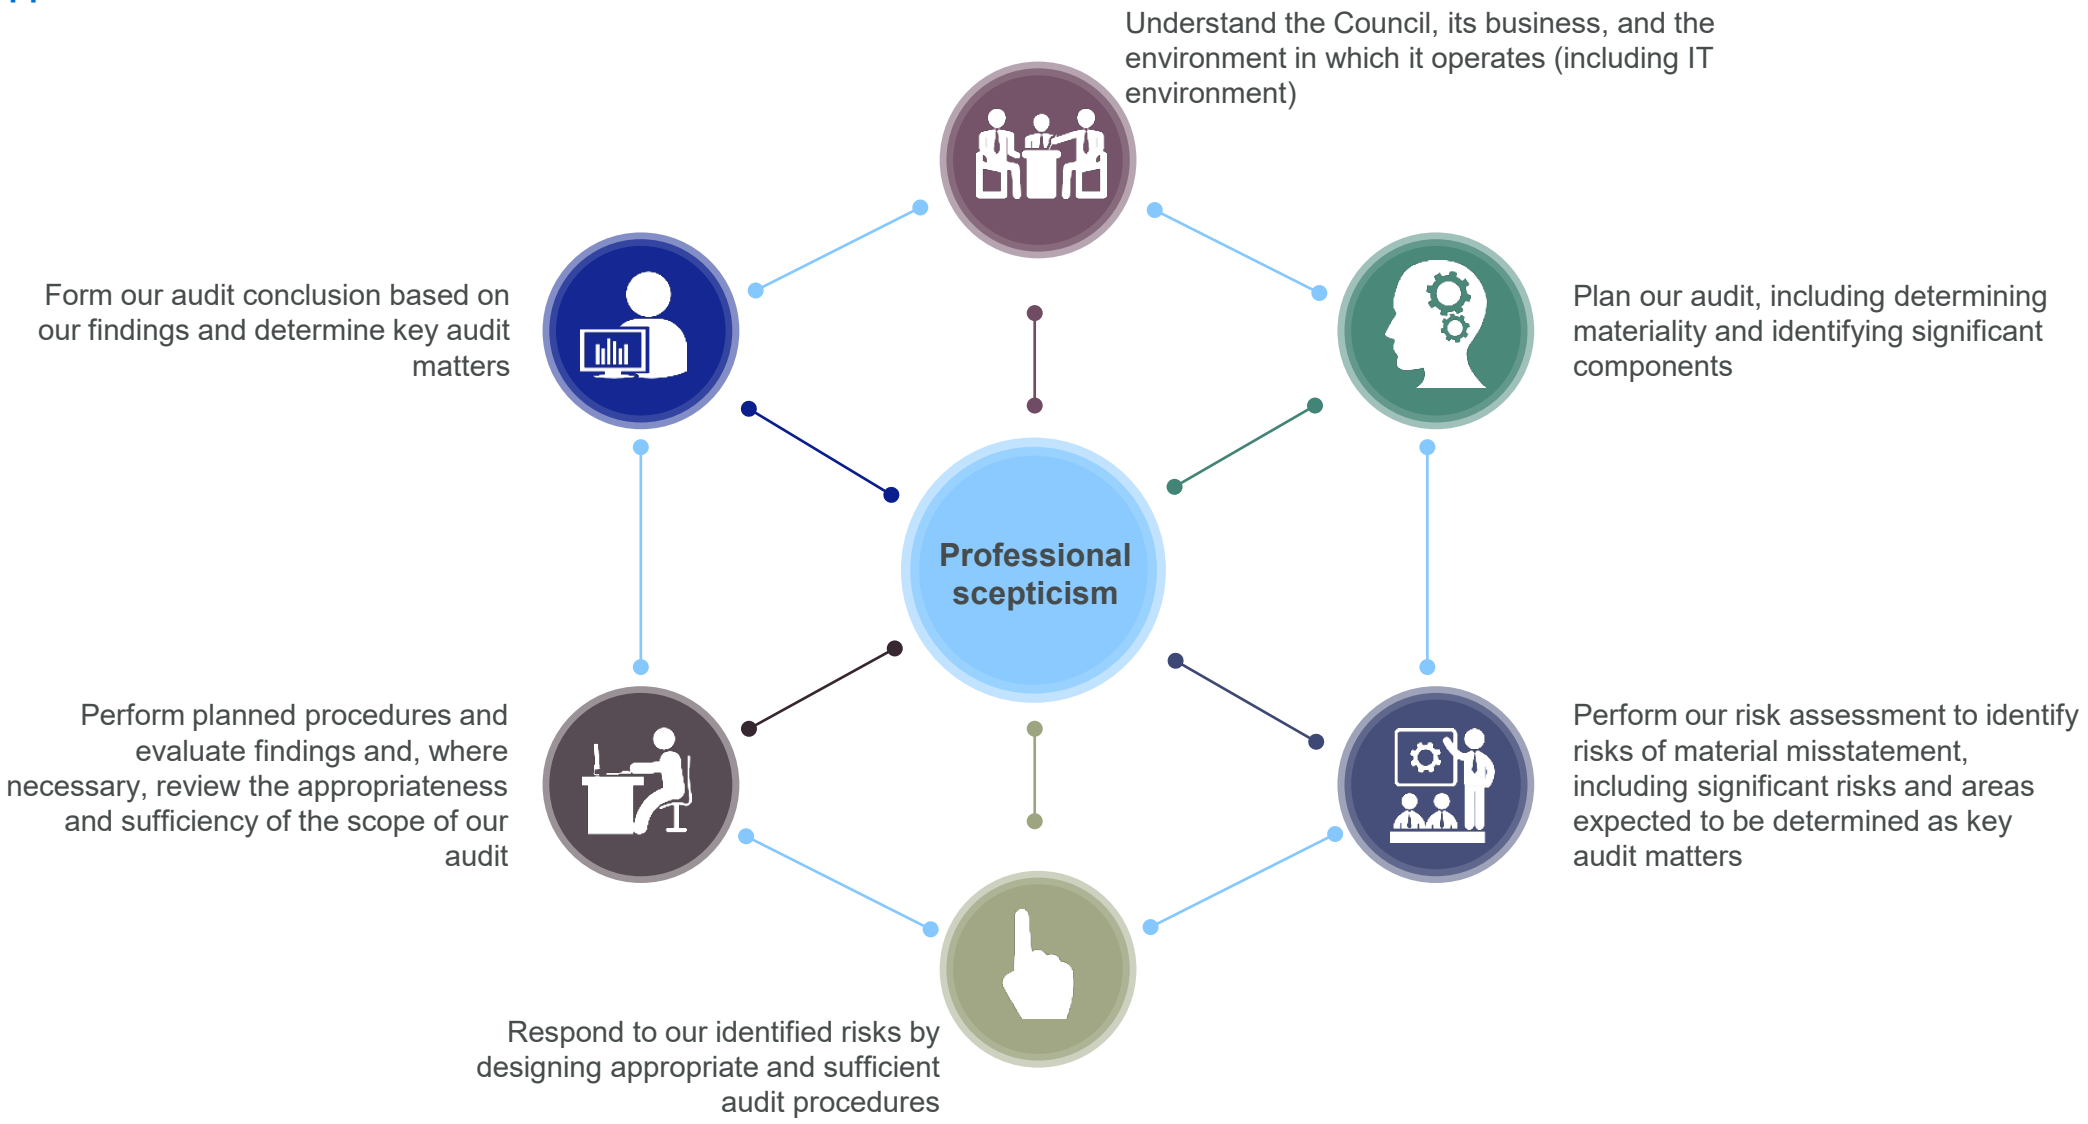 Understand the Council, its business, and the
environment in which it operates (including IT
environment)
Plan our audit, including determining
materiality and identifying significant
components
Perform our risk assessment to identify
risks of material misstatement,
including significant risks and areas
expected to be determined as key
audit matters
Respond to our identified risks by
designing appropriate and sufficient
audit procedures
Perform planned procedures and
evaluate findings and, where
necessary, review the appropriateness
and sufficiency of the scope of our
audit
Form our audit conclusion based on
our findings and determine key audit
matters
Professional
scepticism